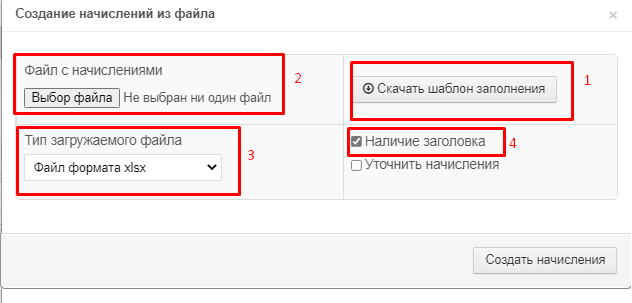 Создание начислений из файла ×
Файл с начислениями 2
Выбор файла Не выбран ни один файл
Скачать шаблон заполнения 1
Тип загружаемого файла 3
Файл формата xlsx
Наличие заголовка 4
Уточнить начисления
Создать начисления